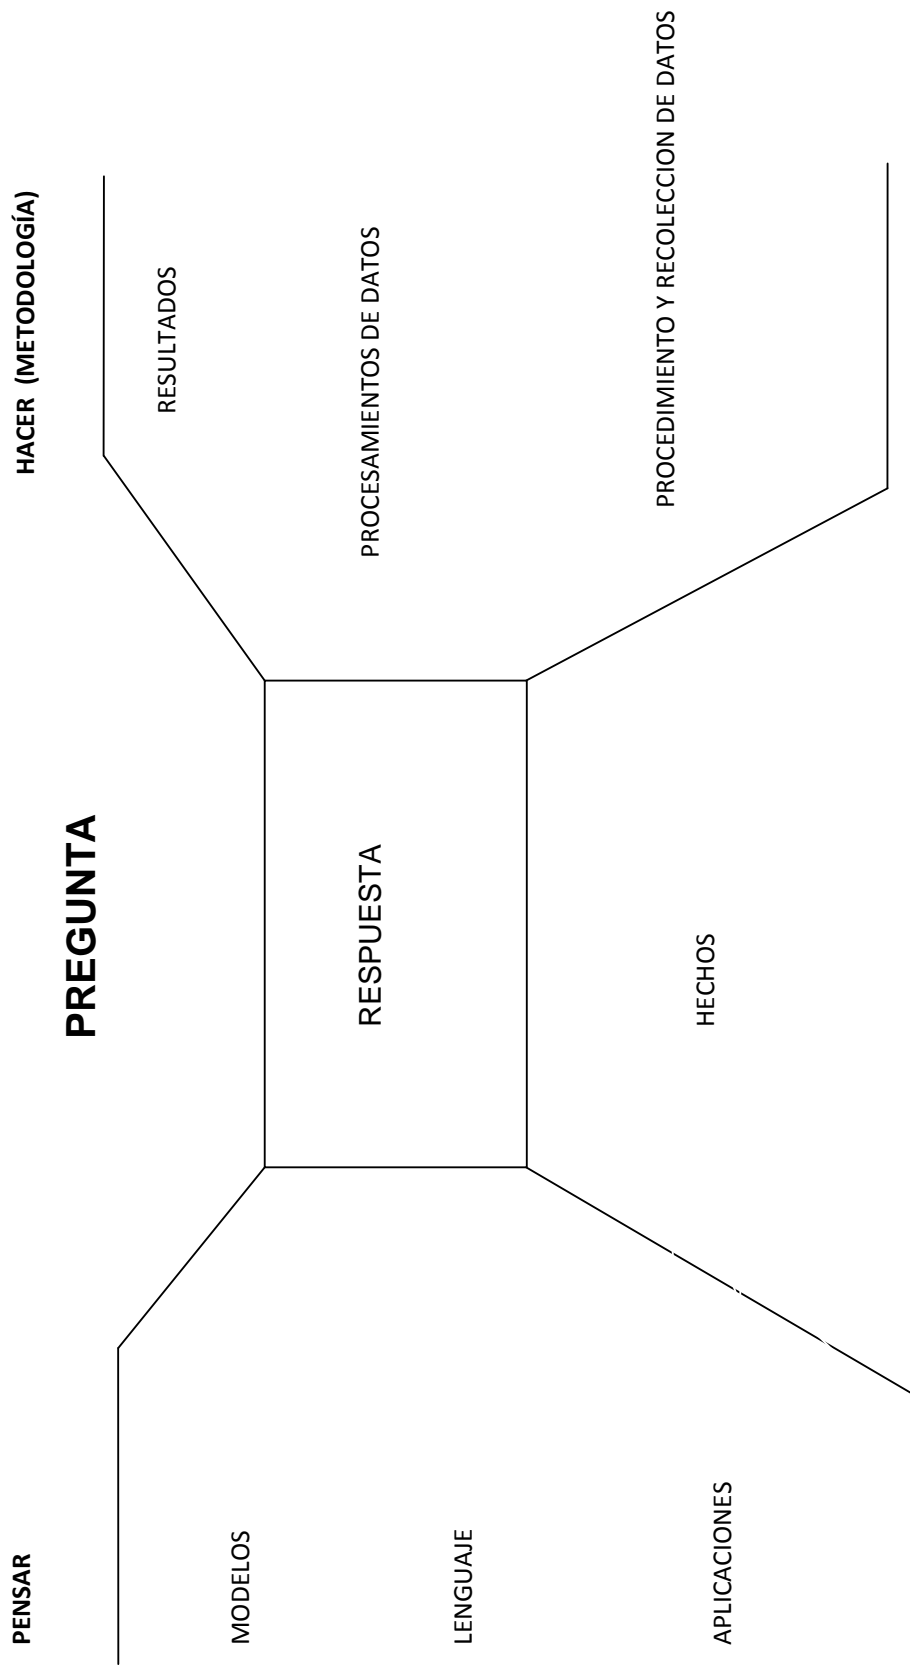 PENSAR
PREGUNTA
HACER (METODOLOGÍA)
MODELOS
LENGUAJE
APLICACIONES
RESPUESTA
HECHOS
RESULTADOS
PROCESAMIENTOS DE DATOS
PROCEDIMIENTO Y RECOLECCION DE DATOS